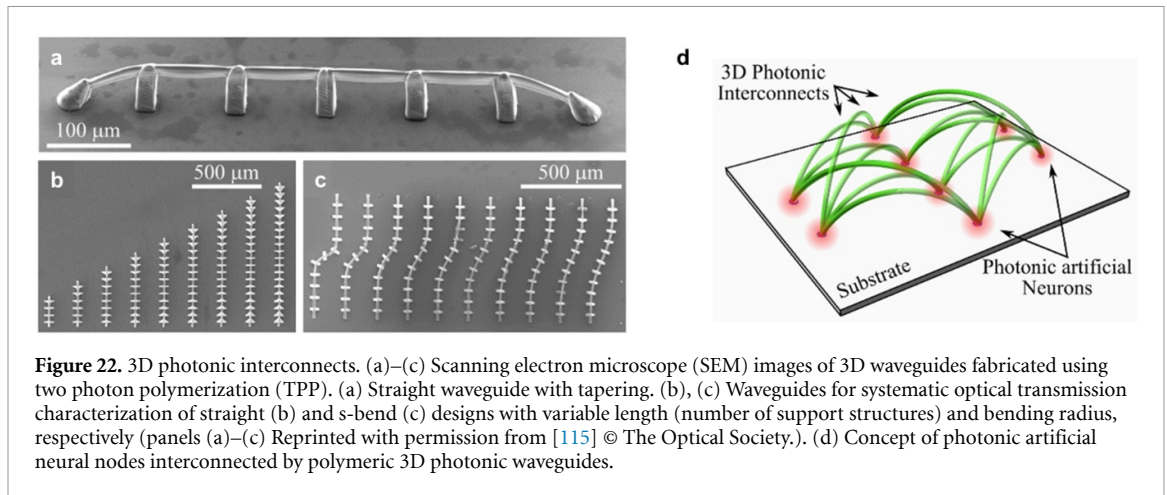 a
100 μm
b
500 μm
c
500 μm
d
3D Photonic
Interconnects
Substrate
Photonic artificial
Neurons
Figure 22. 3D photonic interconnects. (a)–(c) Scanning electron microscope (SEM) images of 3D waveguides fabricated using
two photon polymerization (TPP). (a) Straight waveguide with tapering. (b), (c) Waveguides for systematic optical transmission
characterization of straight (b) and s-bend (c) designs with variable length (number of support structures) and bending radius,
respectively (panels (a)–(c) Reprinted with permission from [115] © The Optical Society.). (d) Concept of photonic artificial
neural nodes interconnected by polymeric 3D photonic waveguides.